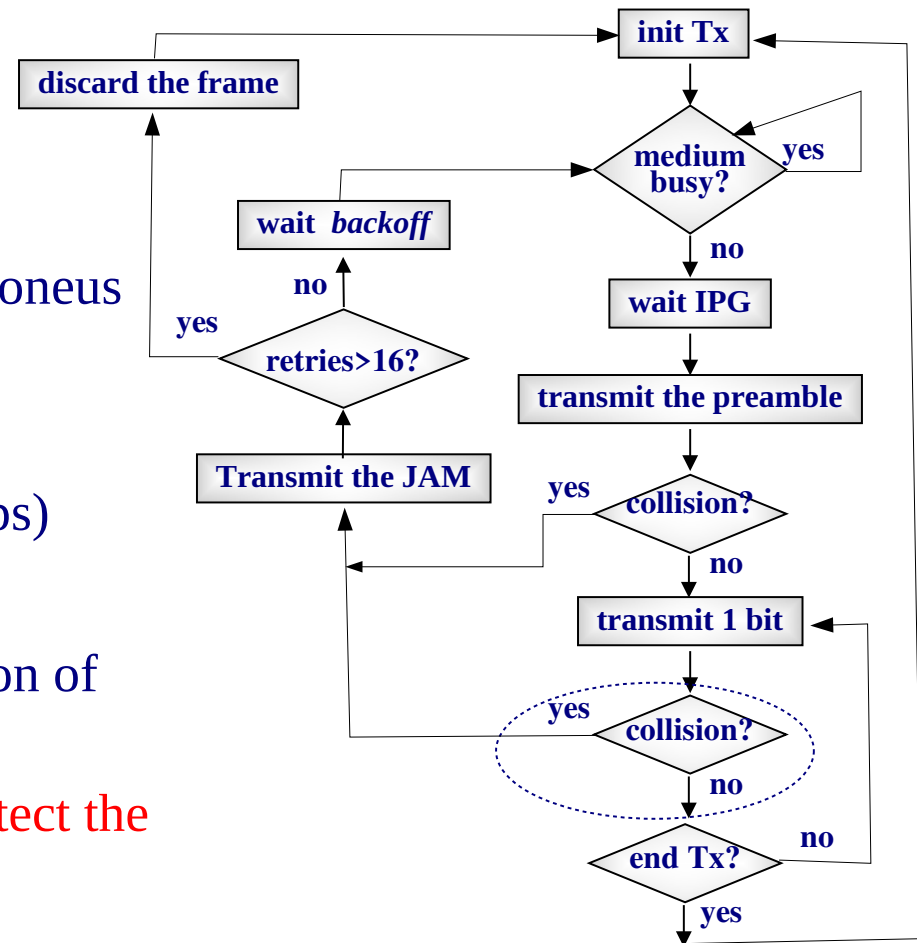 init Tx
discard the frame
medium
busy?
yes
wait backoff
no
oneus
no
wait IPG
yes
retries>16?
transmit the preamble
Transmit the JAM
yes
collision?
os)
no
transmit 1 bit
on of
yes
collision?
no
tect the
no
end Tx?
yes